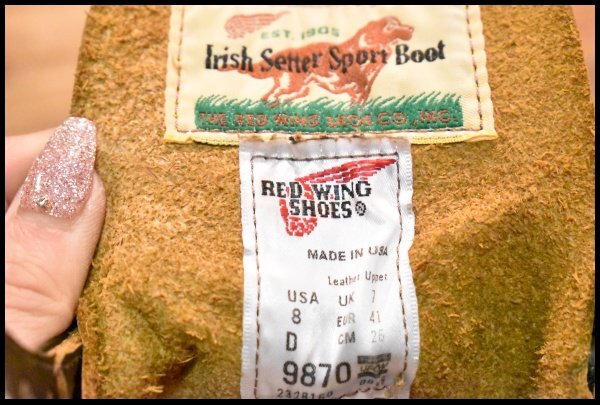 EST. 1905
Irish Setter Sport Boot
THE RED WING SHOE CO., INC.
RED WING
SHOES®
MADE IN USA
Leather Upper
USA UK 7
8 EUR 41
D CM 26
9870